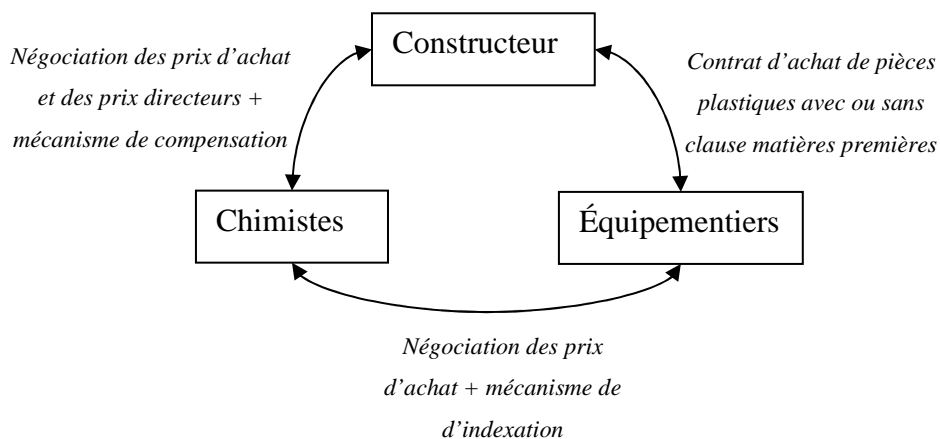 Constructeur
Négociation des prix d’achat
et des prix directeurs +
mécanisme de compensation
Contrat d’achat de pièces
plastiques avec ou sans
clause matières premières
Chimistes
Équipementiers
Négociation des prix
d’achat + mécanisme de
d’indexation